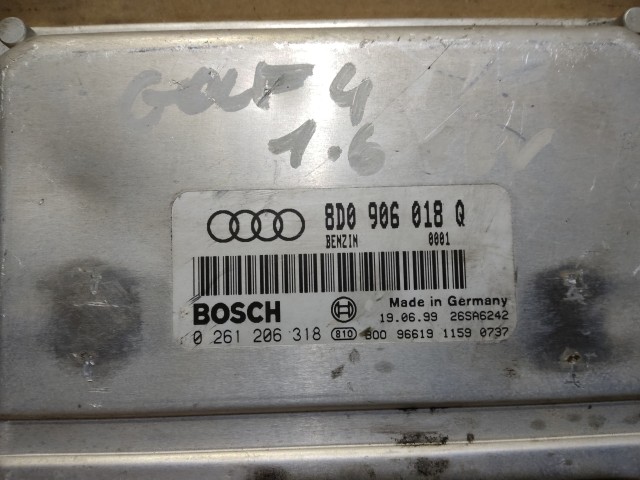 GOLF 4
1.6
8D0 906 018 Q
BENZIN 0001
BOSCH
Made in Germany
19.06.99 26SA6242
0 261 206 318 810 800 96619 1159 0737